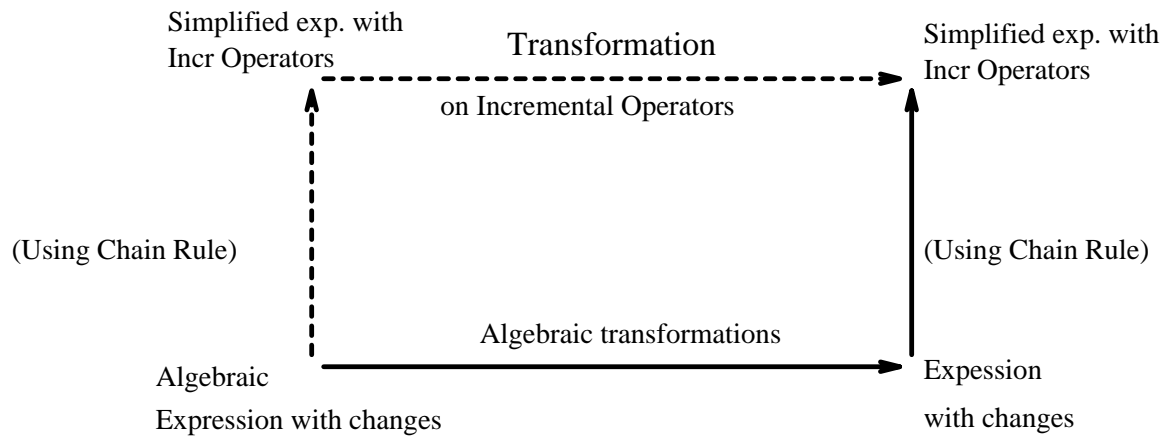 Simplified exp. with
Incr Operators
Transformation
on Incremental Operators
Simplified exp. with
Incr Operators
(Using Chain Rule)
(Using Chain Rule)
Algebraic transformations
Algebraic
Expression with changes
Expession
with changes